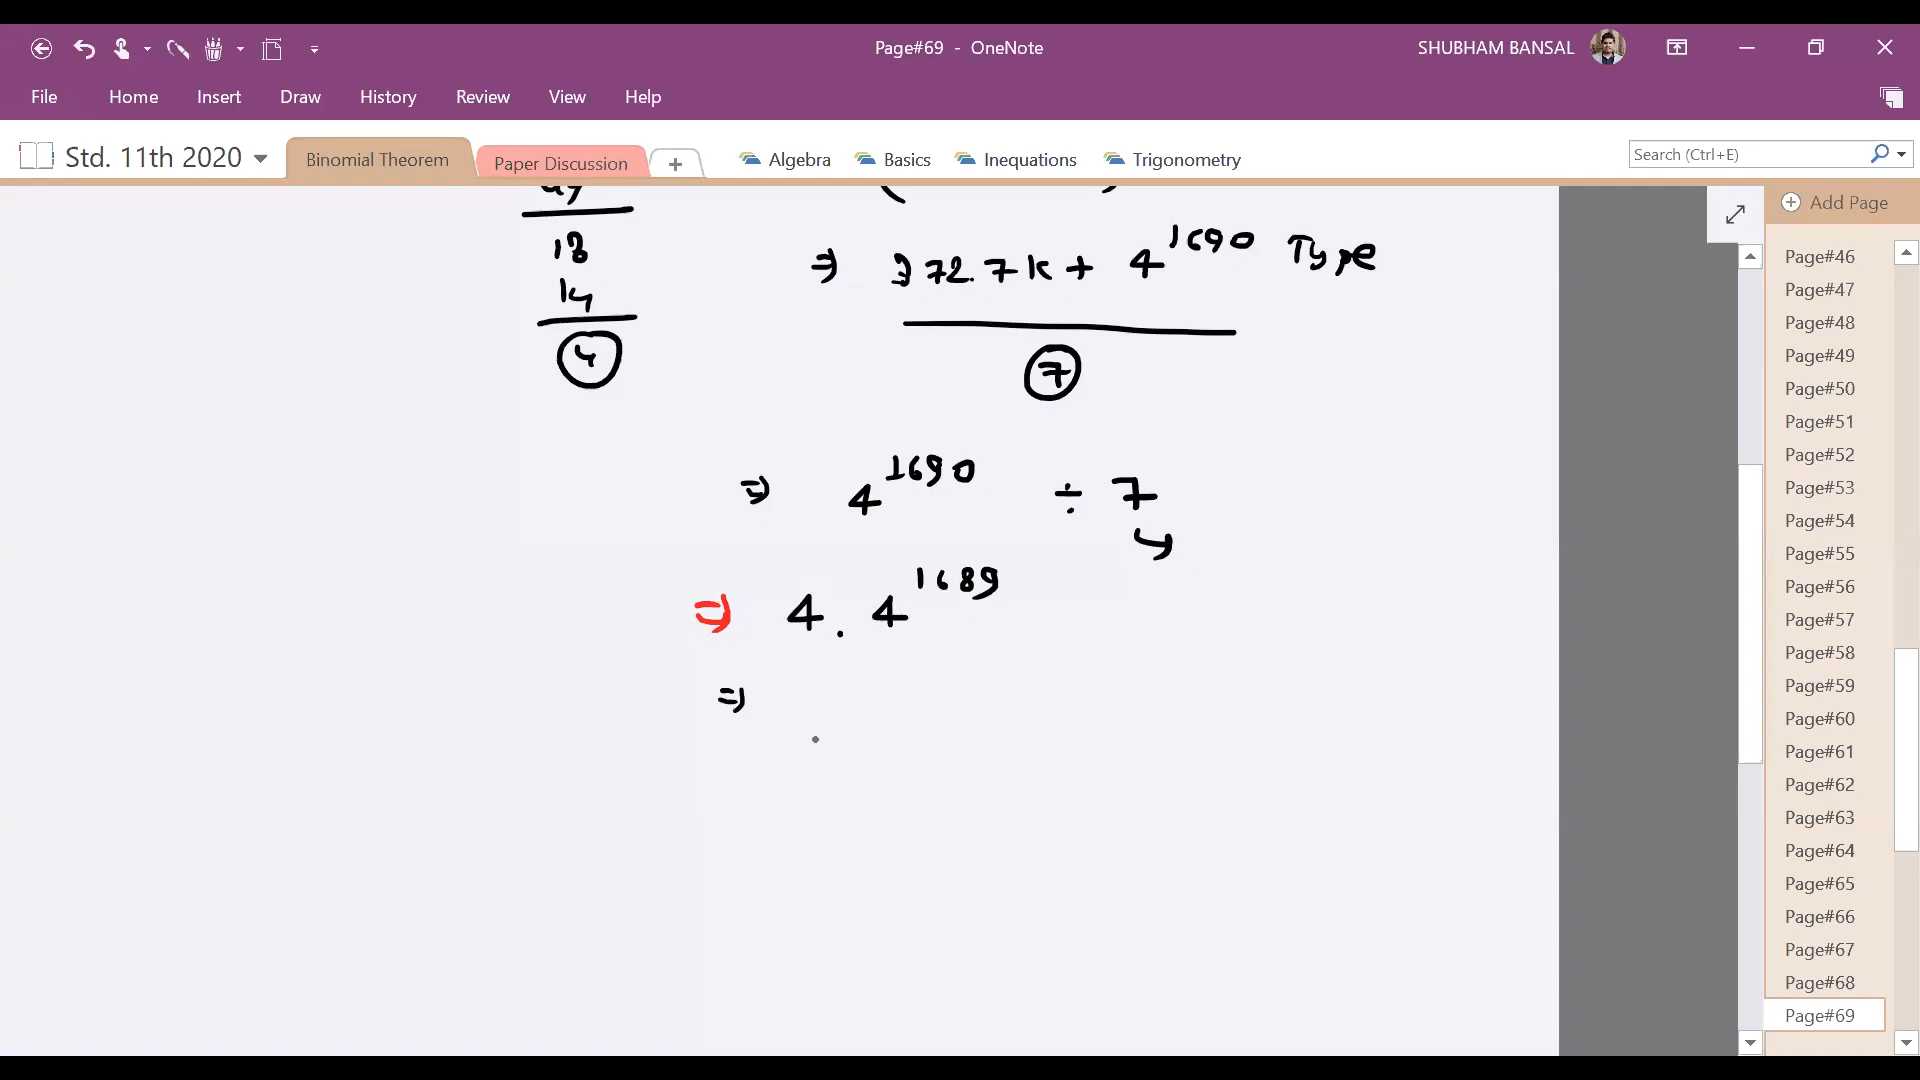 Page#69 - OneNote
SHUBHAM BANSAL
File Home Insert Draw History Review View Help
Std. 11th 2020
Binomial Theorem
Paper Discussion
+
Algebra
Basics
Inequations
Trigonometry
Search (Ctrl+E)
Add Page
18
14
4
⇒ 372.7k + 4^1690 Type
7
⇒ 4^1690 ÷ 7
⇒ 4 . 4^1689
⇒
Page#46
Page#47
Page#48
Page#49
Page#50
Page#51
Page#52
Page#53
Page#54
Page#55
Page#56
Page#57
Page#58
Page#59
Page#60
Page#61
Page#62
Page#63
Page#64
Page#65
Page#66
Page#67
Page#68
Page#69